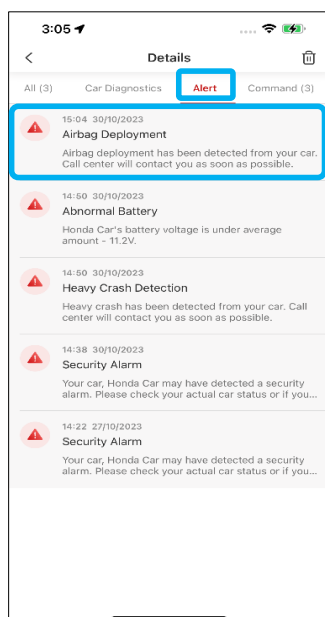 3:05
Details
All (3) Car Diagnostics Alert Command (3)
15:04 30/10/2023
Airbag Deployment
Airbag deployment has been detected from your car.
Call center will contact you as soon as possible.
14:50 30/10/2023
Abnormal Battery
Honda Car's battery voltage is under average
amount - 11.2V.
14:50 30/10/2023
Heavy Crash Detection
Heavy crash has been detected from your car. Call
center will contact you as soon as possible.
14:38 30/10/2023
Security Alarm
Your car, Honda Car may have detected a security
alarm. Please check your actual car status or if you...
14:22 27/10/2023
Security Alarm
Your car, Honda Car may have detected a security
alarm. Please check your actual car status or if you...